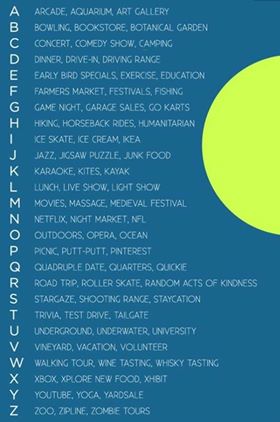 A ARCADE, AQUARIUM, ART GALLERY
B BOWLING, BOOKSTORE, BOTANICAL GARDEN
C CONCERT, COMEDY SHOW, CAMPING
D DINNER, DRIVE-IN, DRIVING RANGE
E EARLY BIRD SPECIALS, EXERCISE, EDUCATION
F FARMERS MARKET, FESTIVALS, FISHING
G GAME NIGHT, GARAGE SALES, GO KARTS
H HIKING, HORSEBACK RIDES, HUMANITARIAN
I ICE SKATE, ICE CREAM, IKEA
J JAZZ, JIGSAW PUZZLE, JUNK FOOD
K KARAOKE, KITES, KAYAK
L LUNCH, LIVE SHOW, LIGHT SHOW
M MOVIES, MASSAGE, MEDIEVAL FESTIVAL
N NETFLIX, NIGHT MARKET, NFL
O OUTDOORS, OPERA, OCEAN
P PICNIC, PUTT-PUTT, PINTEREST
Q QUADRUPLE DATE, QUARTERS, QUICKIE
R ROAD TRIP, ROLLER SKATE, RANDOM ACTS OF KINDNESS
S STARGAZE, SHOOTING RANGE, STAYCATION
T TRIVIA, TEST DRIVE, TAILGATE
U UNDERGROUND, UNDERWATER, UNIVERSITY
V VINEYARD, VACATION, VOLUNTEER
W WALKING TOUR, WINE TASTING, WHISKY TASTING
X XBOX, XPLORE NEW FOOD, XHIBIT
Y YOUTUBE, YOGA, YARDSALE
Z ZOO, ZIPLINE, ZOMBIE TOURS